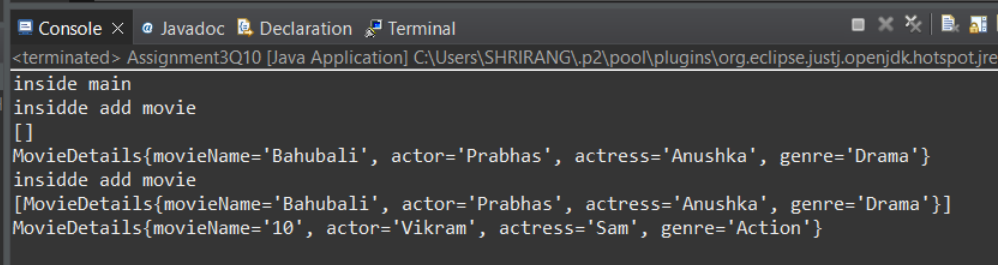 Console Javadoc Declaration Terminal
<terminated> Assignment3Q10 [Java Application] C:\Users\SHRIRANG\.p2\pool\plugins\org.eclipse.justj.openjdk.hotspot.jre
inside main
insidde add movie
[]
MovieDetails{movieName='Bahubali', actor='Prabhas', actress='Anushka', genre='Drama'}
insidde add movie
[MovieDetails{movieName='Bahubali', actor='Prabhas', actress='Anushka', genre='Drama'}]
MovieDetails{movieName='10', actor='Vikram', actress='Sam', genre='Action'}